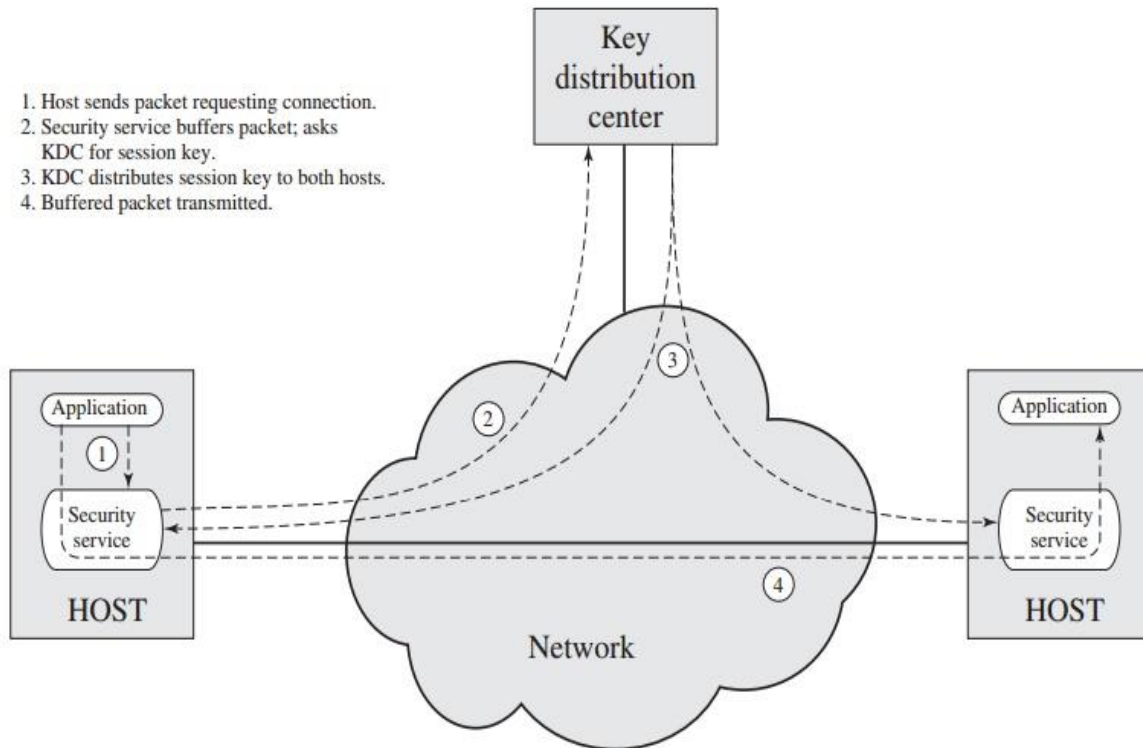 Key
distribution
center
1. Host sends packet requesting connection.
2. Security service buffers packet; asks
KDC for session key.
3. KDC distributes session key to both hosts.
4. Buffered packet transmitted.
3
2
Application
1
Security
service
HOST
Application
Security
service
HOST
4
Network